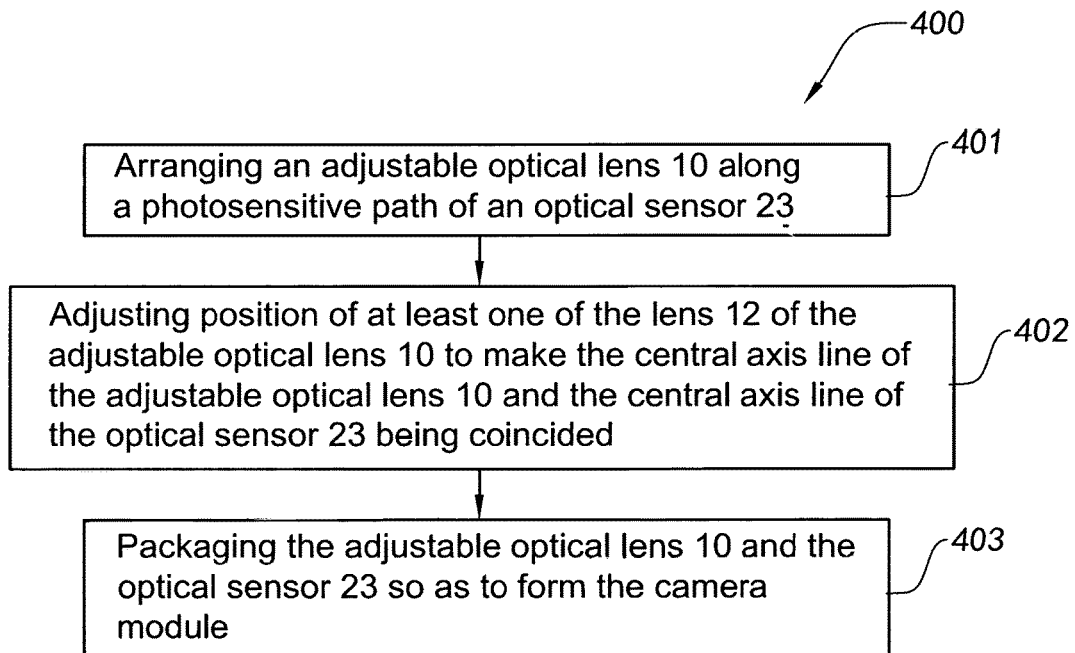 400
Arranging an adjustable optical lens 10 along
a photosensitive path of an optical sensor 23
401
Adjusting position of at least one of the lens 12 of the
adjustable optical lens 10 to make the central axis line of
the adjustable optical lens 10 and the central axis line of
the optical sensor 23 being coincided
402
Packaging the adjustable optical lens 10 and the
optical sensor 23 so as to form the camera
module
403